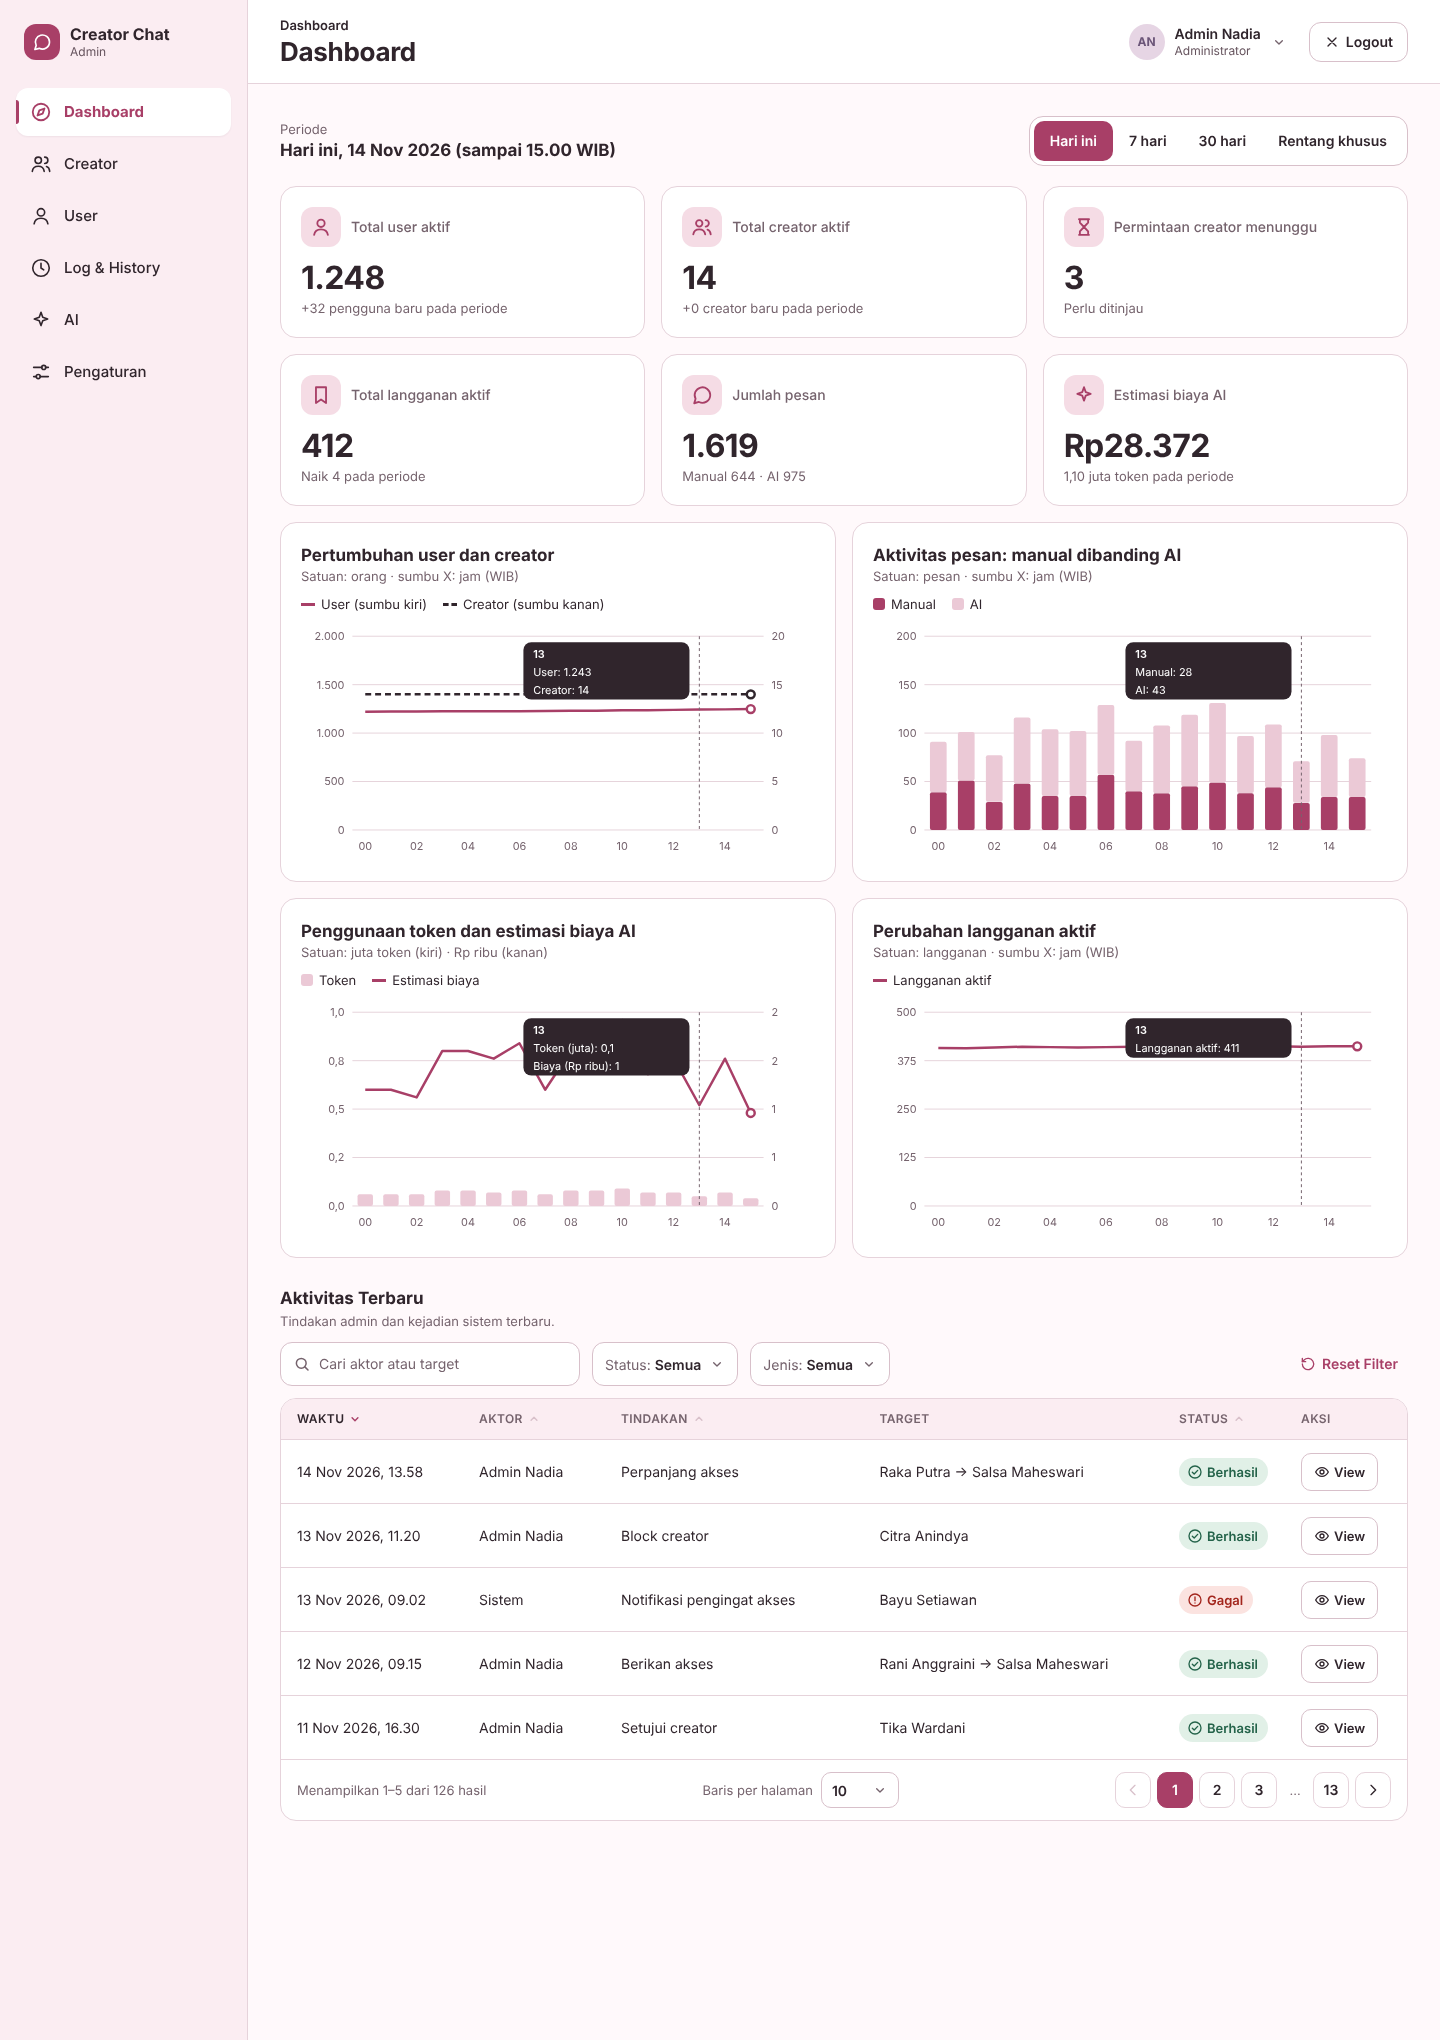 Creator Chat
Admin
Dashboard
Creator
User
Log & History
AI
Pengaturan
Dashboard
Dashboard
AN
Admin Nadia
Administrator
Logout
Periode
Hari ini, 14 Nov 2026 (sampai 15.00 WIB)
Hari ini 7 hari 30 hari Rentang khusus
Total user aktif
1.248
+32 pengguna baru pada periode
Total creator aktif
14
+0 creator baru pada periode
Permintaan creator menunggu
3
Perlu ditinjau
Total langganan aktif
412
Naik 4 pada periode
Jumlah pesan
1.619
Manual 644 · AI 975
Estimasi biaya AI
Rp28.372
1,10 juta token pada periode
Pertumbuhan user dan creator
Satuan: orang · sumbu X: jam (WIB)
User (sumbu kiri) Creator (sumbu kanan)
2.000 20
1.500 15
1.000 10
500 5
0 0
13
User: 1.243
Creator: 14
00 02 04 06 08 10 12 14
Aktivitas pesan: manual dibanding AI
Satuan: pesan · sumbu X: jam (WIB)
Manual AI
200
150
100
50
0
13
Manual: 28
AI: 43
00 02 04 06 08 10 12 14
Penggunaan token dan estimasi biaya AI
Satuan: juta token (kiri) · Rp ribu (kanan)
Token Estimasi biaya
1,0 2
0,8 2
0,5 1
0,2 1
0,0 0
13
Token (juta): 0,1
Biaya (Rp ribu): 1
00 02 04 06 08 10 12 14
Perubahan langganan aktif
Satuan: langganan · sumbu X: jam (WIB)
Langganan aktif
500
375
250
125
0
13
Langganan aktif: 411
00 02 04 06 08 10 12 14
Aktivitas Terbaru
Tindakan admin dan kejadian sistem terbaru.
Cari aktor atau target
Status: Semua
Jenis: Semua
Reset Filter
WAKTU AKTOR TINDAKAN TARGET STATUS AKSI
14 Nov 2026, 13.58 Admin Nadia Perpanjang akses Raka Putra → Salsa Maheswari Berhasil View
13 Nov 2026, 11.20 Admin Nadia Block creator Citra Anindya Berhasil View
13 Nov 2026, 09.02 Sistem Notifikasi pengingat akses Bayu Setiawan Gagal View
12 Nov 2026, 09.15 Admin Nadia Berikan akses Rani Anggraini → Salsa Maheswari Berhasil View
11 Nov 2026, 16.30 Admin Nadia Setujui creator Tika Wardani Berhasil View
Menampilkan 1–5 dari 126 hasil
Baris per halaman 10
1 2 3 ... 13